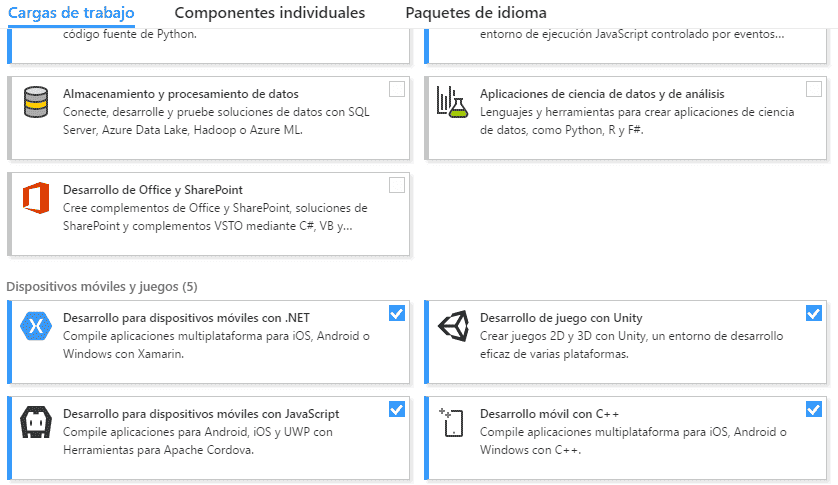 Cargas de trabajo Componentes individuales Paquetes de idioma
código fuente de Python.
entorno de ejecución JavaScript controlado por eventos...
Almacenamiento y procesamiento de datos
Conecte, desarrolle y pruebe soluciones de datos con SQL
Server, Azure Data Lake, Hadoop o Azure ML.
Aplicaciones de ciencia de datos y de análisis
Lenguajes y herramientas para crear aplicaciones de ciencia
de datos, como Python, R y F#.
Desarrollo de Office y SharePoint
Cree complementos de Office y SharePoint, soluciones de
SharePoint y complementos VSTO mediante C#, VB y...
Dispositivos móviles y juegos (5)
Desarrollo para dispositivos móviles con .NET
Compile aplicaciones multiplataforma para iOS, Android o
Windows con Xamarin.
Desarrollo de juego con Unity
Crear juegos 2D y 3D con Unity, un entorno de desarrollo
eficaz de varias plataformas.
Desarrollo para dispositivos móviles con JavaScript
Compile aplicaciones para Android, iOS y UWP con
Herramientas para Apache Cordova.
Desarrollo móvil con C++
Compile aplicaciones multiplataforma para iOS, Android o
Windows con C++.